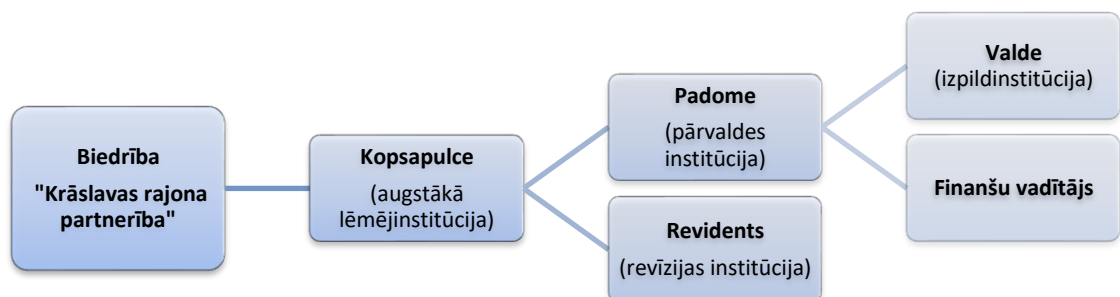 Biedrība
"Krāslavas rajona
partnerība"
Kopsapulce
(augstākā
lēmējinstitūcija)
Padome
(pārvaldes
institūcija)
Revidents
(revīzijas institūcija)
Valde
(izpildinstitūcija)
Finanšu vadītājs